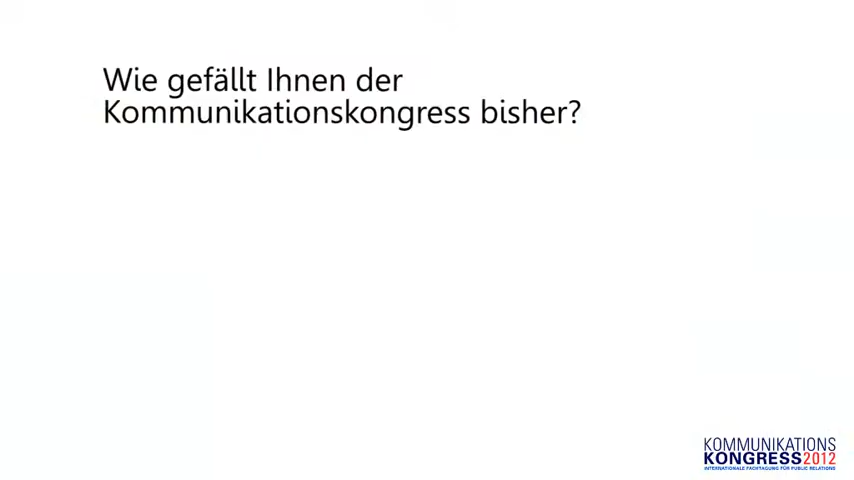 Wie gefällt Ihnen der
Kommunikationskongress bisher?
KOMMUNIKATIONS
KONGRESS2012
INTERNATIONALE FACHTAGUNG FÜR PUBLIC RELATIONS